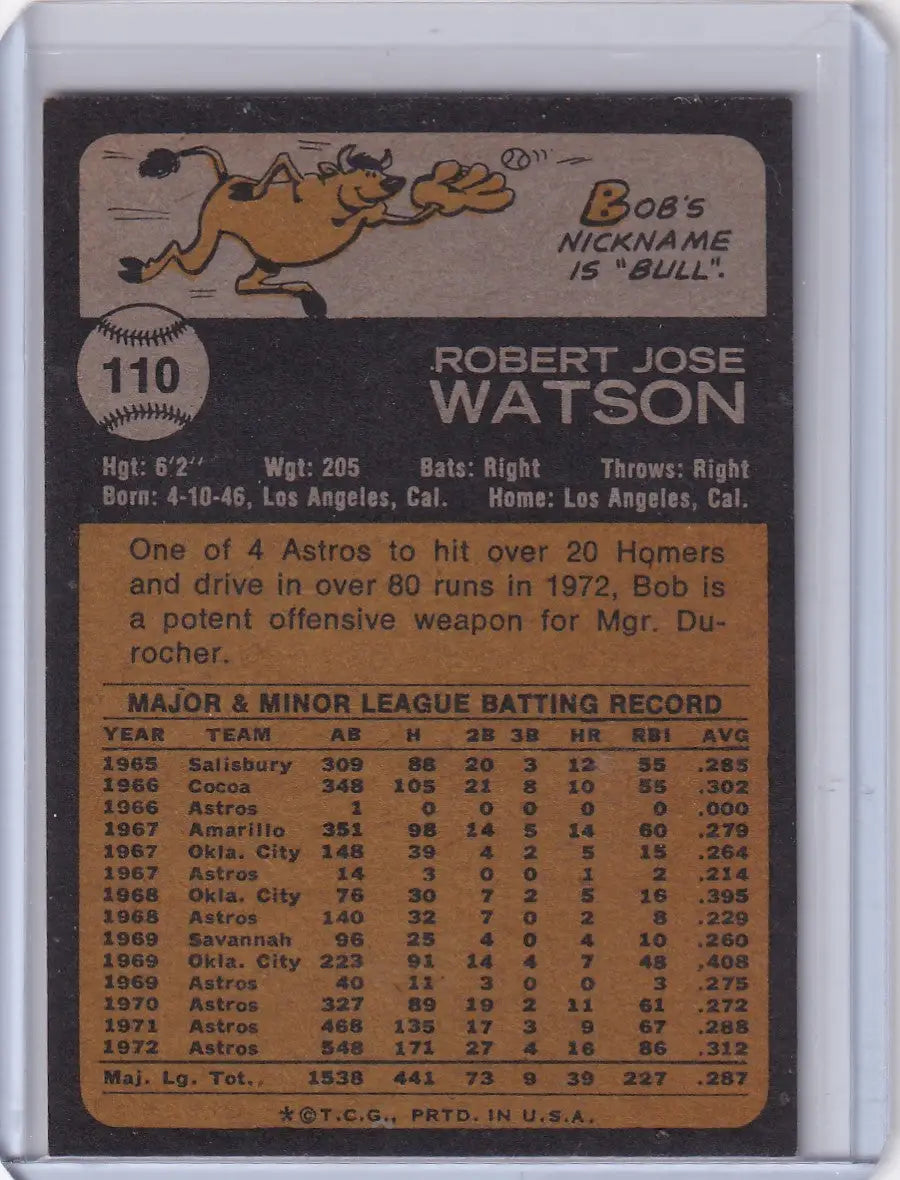 BOB'S
NICKNAME
IS "BULL".
110
ROBERT JOSE
WATSON
Hgt: 6'2" Wgt: 205 Bats: Right Throws: Right
Born: 4-10-46, Los Angeles, Cal. Home: Los Angeles, Cal.
One of 4 Astros to hit over 20 Homers
and drive in over 80 runs in 1972, Bob is
a potent offensive weapon for Mgr. Du-
rocher.
MAJOR & MINOR LEAGUE BATTING RECORD
YEAR TEAM AB H 2B 3B HR RBI AVG
1965 Salisbury 309 88 20 3 12 55 .285
1966 Cocoa 348 105 21 8 10 55 .302
1966 Astros 1 0 0 0 0 0 .000
1967 Amarillo 351 98 14 5 14 60 .279
1967 Okla. City 148 39 4 2 5 15 .264
1967 Astros 14 3 0 0 1 2 .214
1968 Okla. City 76 30 7 2 5 16 .395
1968 Astros 140 32 7 0 2 8 .229
1969 Savannah 96 25 4 0 4 10 .260
1969 Okla. City 223 91 14 4 7 48 .408
1969 Astros 40 11 3 0 0 3 .275
1970 Astros 327 89 19 2 11 61 .272
1971 Astros 468 135 17 3 9 67 .288
1972 Astros 548 171 27 4 16 86 .312
Maj. Lg. Tot.. 1538 441 73 9 39 227 .287
*©T.C.G., PRTD. IN U.S.A.